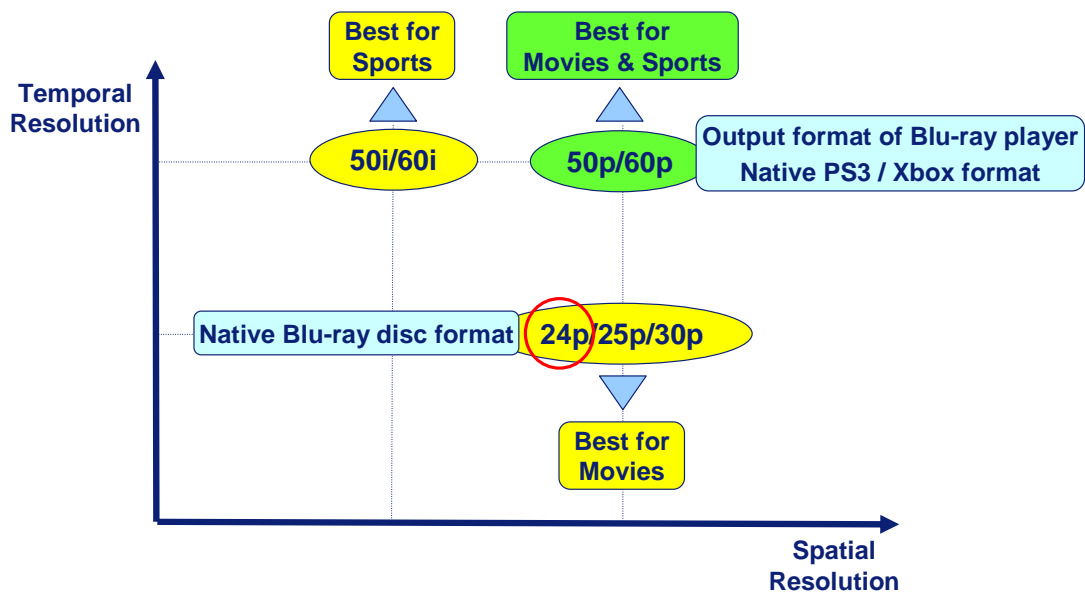 Best for
Sports
Best for
Movies & Sports
Temporal
Resolution
50i/60i
50p/60p
Output format of Blu-ray player
Native PS3 / Xbox format
Native Blu-ray disc format
24p/25p/30p
Best for
Movies
Spatial
Resolution